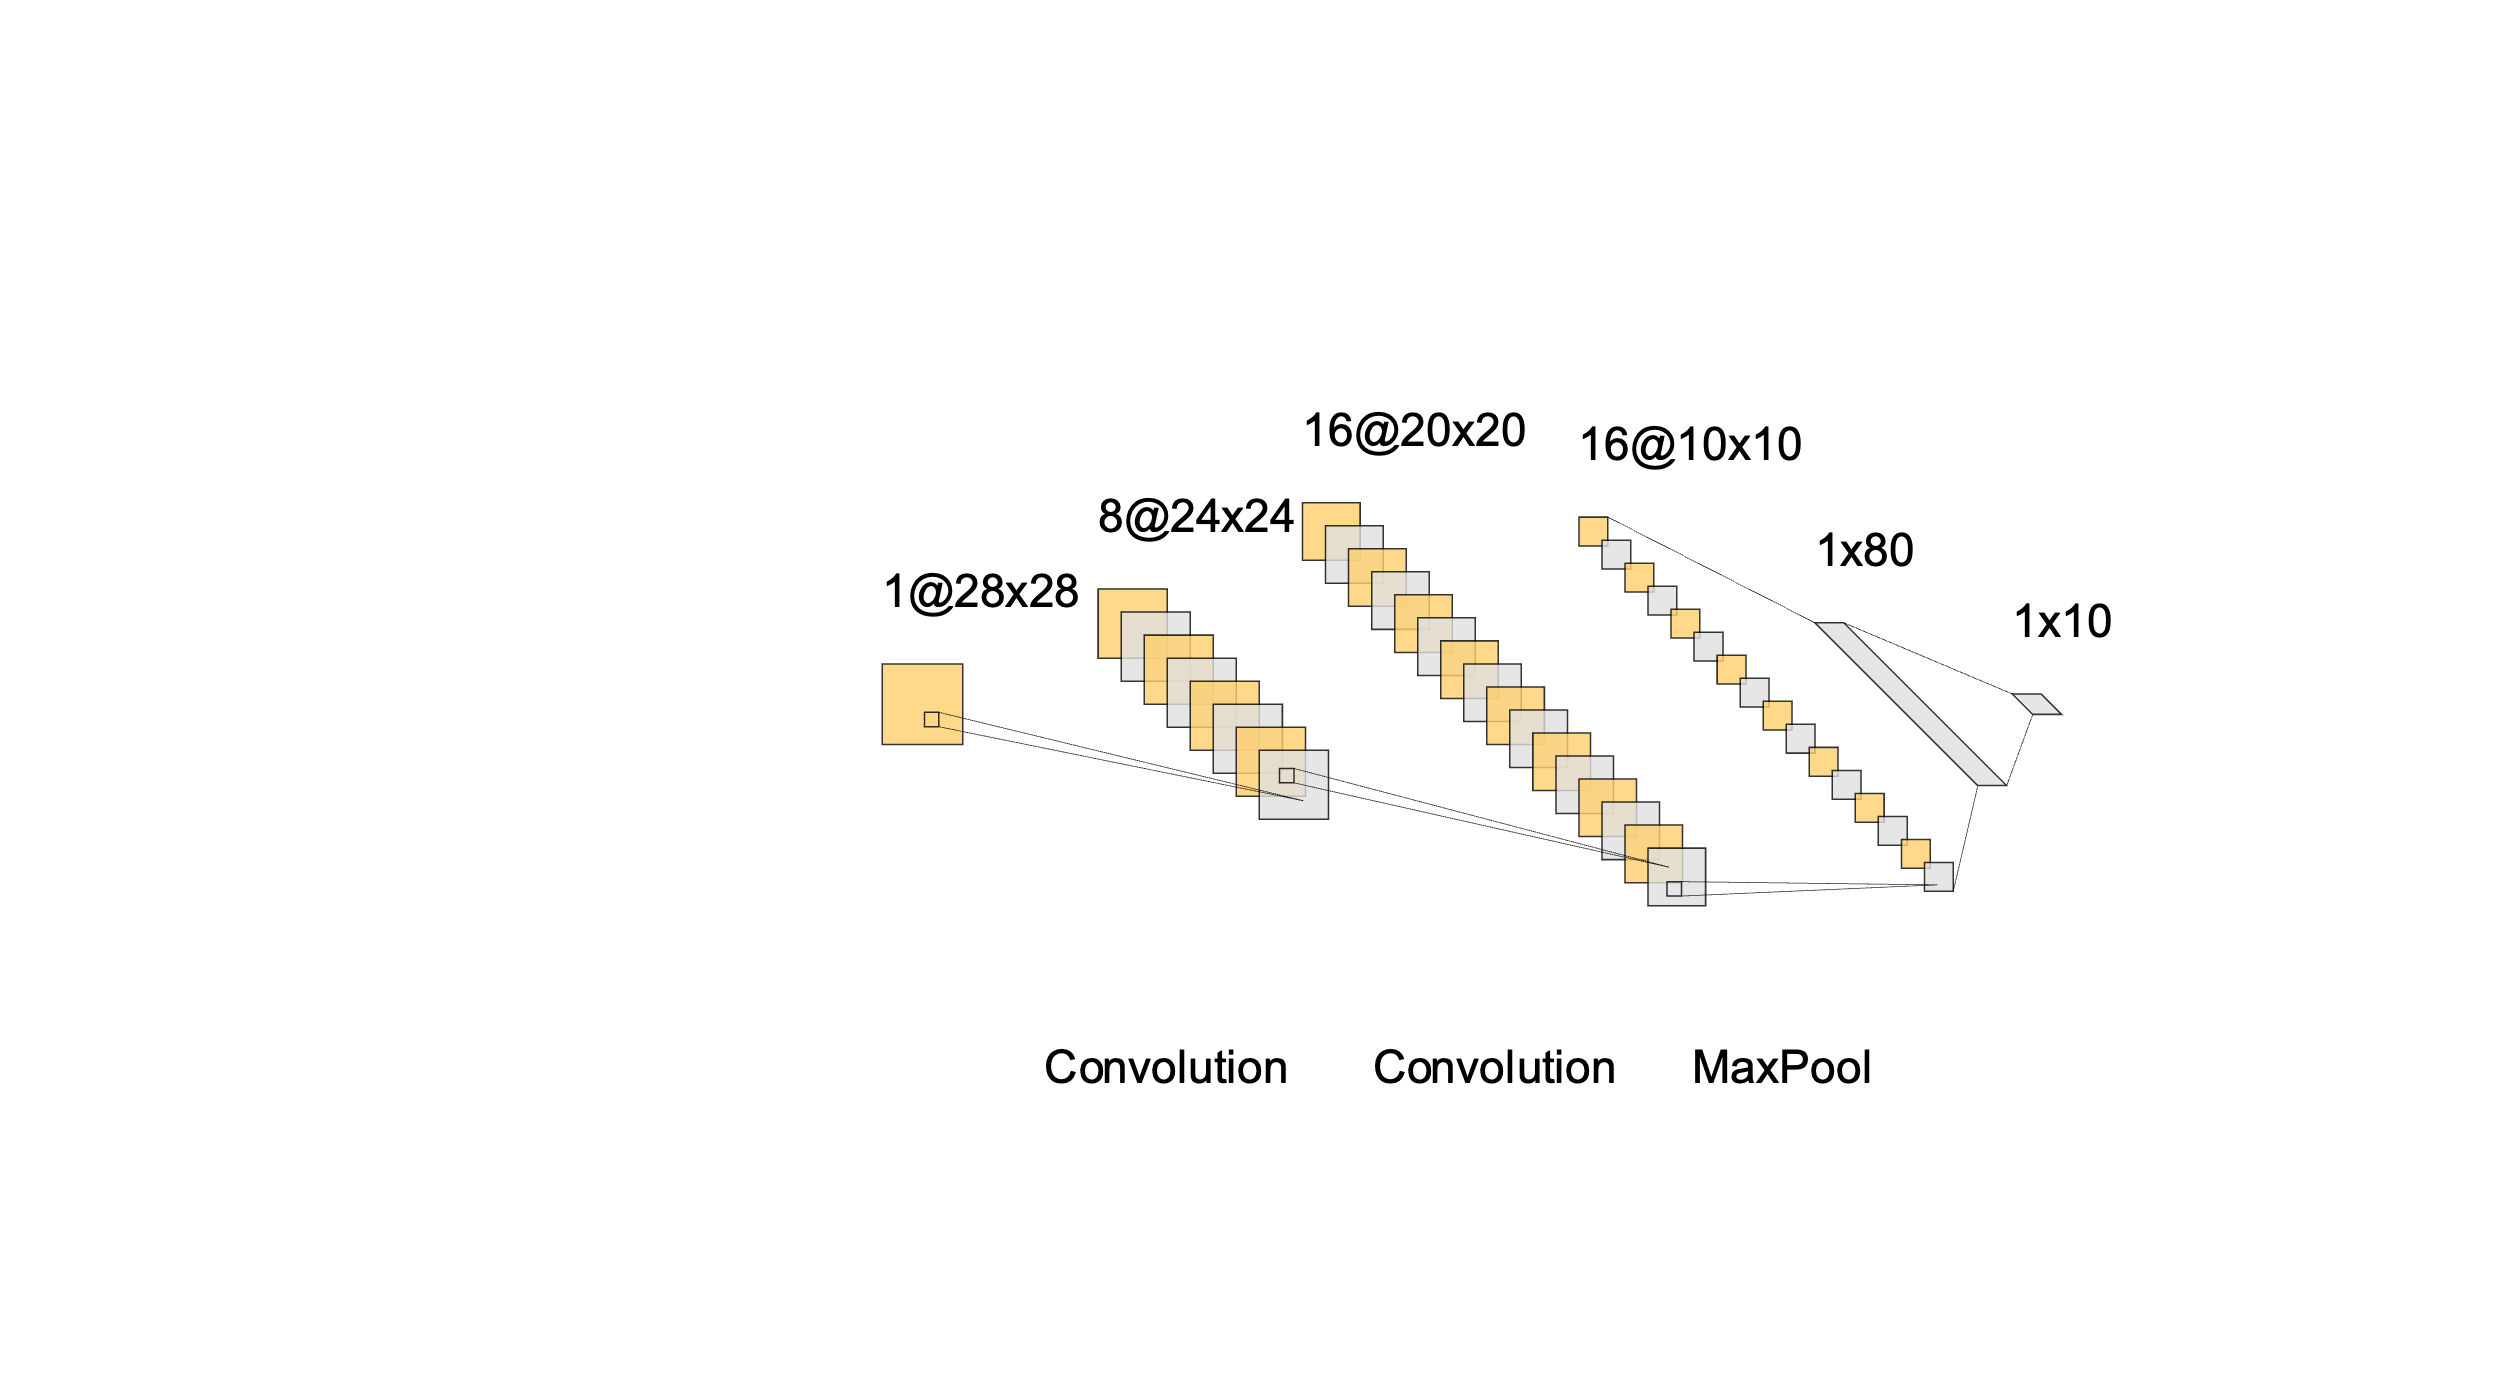 16@20x20
16@10x10
8@24x24
1x80
1@28x28
1x10
Convolution
Convolution
MaxPool